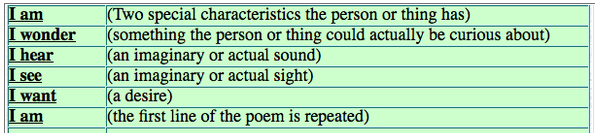 I am (Two special characteristics the person or thing has)
I wonder (something the person or thing could actually be curious about)
I hear (an imaginary or actual sound)
I see (an imaginary or actual sight)
I want (a desire)
I am (the first line of the poem is repeated)